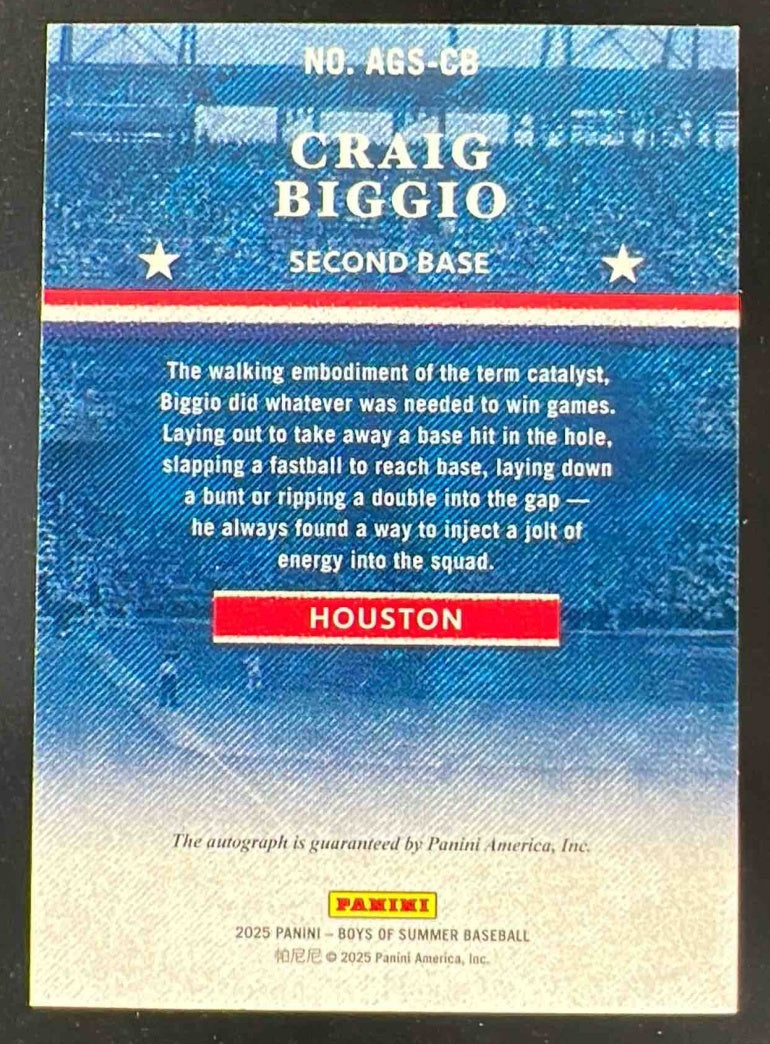 NO. AGS-CB
CRAIG
BIGGIO
SECOND BASE
The walking embodiment of the term catalyst,
Biggio did whatever was needed to win games.
Laying out to take away a base hit in the hole,
slapping a fastball to reach base, laying down
a bunt or ripping a double into the gap —
he always found a way to inject a jolt of
energy into the squad.
HOUSTON
The autograph is guaranteed by Panini America, Inc.
PANINI
2025 PANINI – BOYS OF SUMMER BASEBALL
帕尼尼 © 2025 Panini America, Inc.